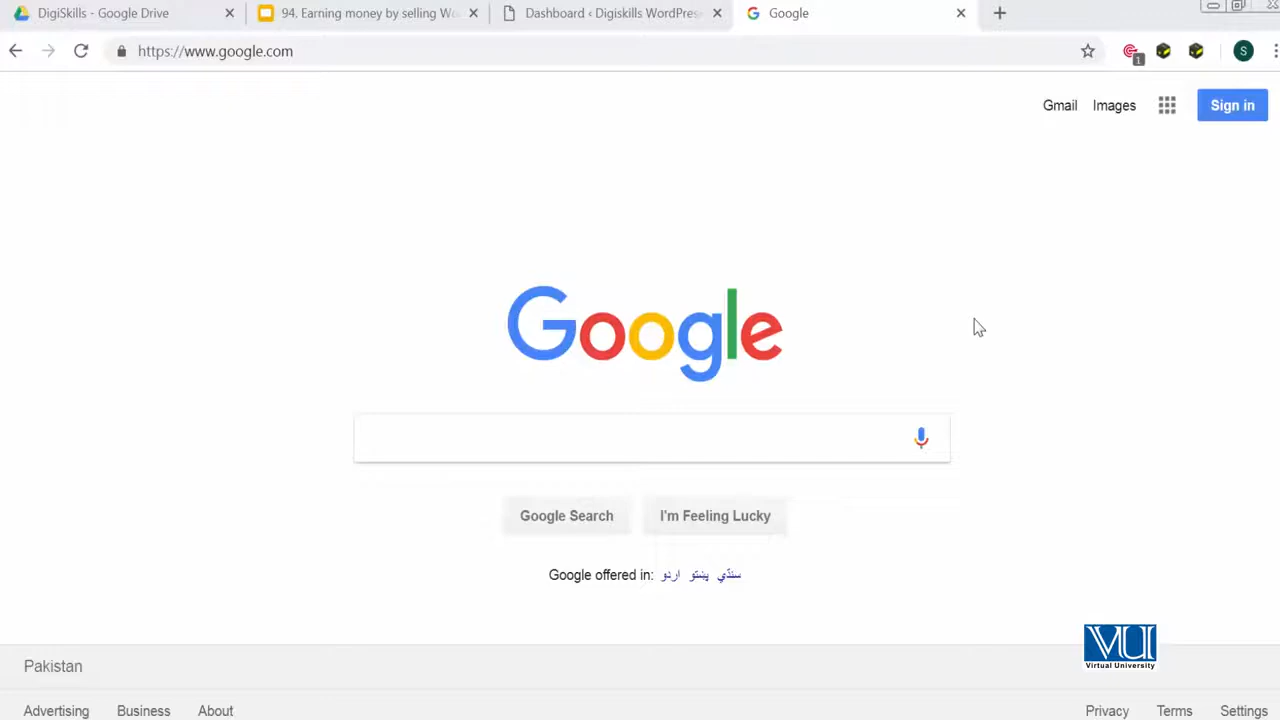 DigiSkills - Google Drive
94. Earning money by selling Wo
Dashboard ‹ Digiskills WordPres
Google
https://www.google.com
1
S
Gmail Images Sign in
Google
Google Search I'm Feeling Lucky
Google offered in: اردو پښتو سنڌي
VU
Virtual University
Pakistan
Advertising Business About Privacy Terms Settings